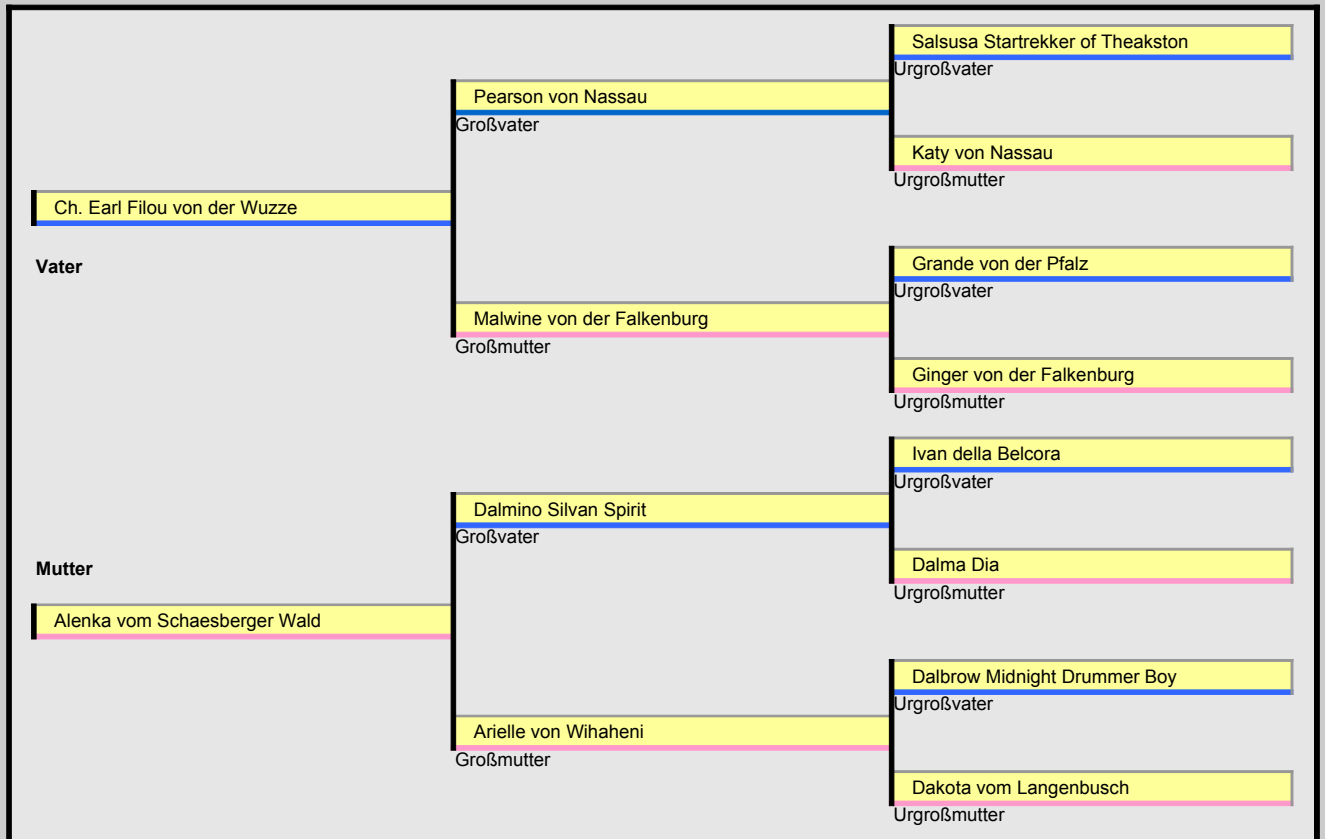 Salsusa Startrekker of Theakston
Urgroßvater
Pearson von Nassau
Großvater
Katy von Nassau
Urgroßmutter
Ch. Earl Filou von der Wuzze
Vater
Grande von der Pfalz
Urgroßvater
Malwine von der Falkenburg
Großmutter
Ginger von der Falkenburg
Urgroßmutter
Ivan della Belcora
Urgroßvater
Dalmino Silvan Spirit
Großvater
Mutter
Dalma Dia
Urgroßmutter
Alenka vom Schaesberger Wald
Dalbrow Midnight Drummer Boy
Urgroßvater
Arielle von Wihaheni
Großmutter
Dakota vom Langenbusch
Urgroßmutter